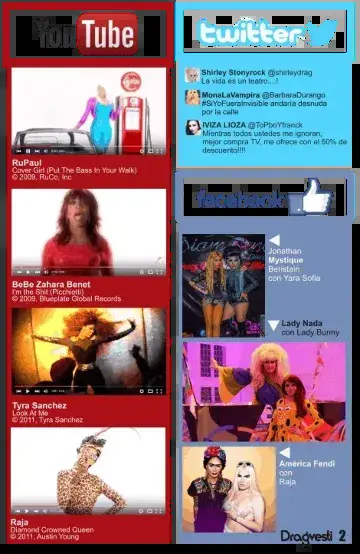 YouTube
RuPaul
Cover Girl (Put The Bass In Your Walk)
© 2009, RuCo, Inc
BeBe Zahara Benet
I'm the Shit (Picchietti)
© 2009, Blueplate Global Records
Tyra Sanchez
Look At Me
© 2011, Tyra Sanchez
Raja
Diamond Crowned Queen
© 2011, Austin Young
twitter
Shirley Stonyrock @shirleydrag
La vida es un teatro....!
MonaLaVampira @BarbaraDurango
#SiYoFueraInvisible andaria desnuda
por la calle
IVIZA LIOZA @ToPboYfranck
Mientras todos ustedes me ignoran,
mejor compra TV, me ofrece con el 50% de
descuento!!!!
facebook
Jonathan
Mystique
Beristain
con Yara Sofia
Lady Nada
con Lady Bunny
América Fendi
con
Raja
Dragvesti 2